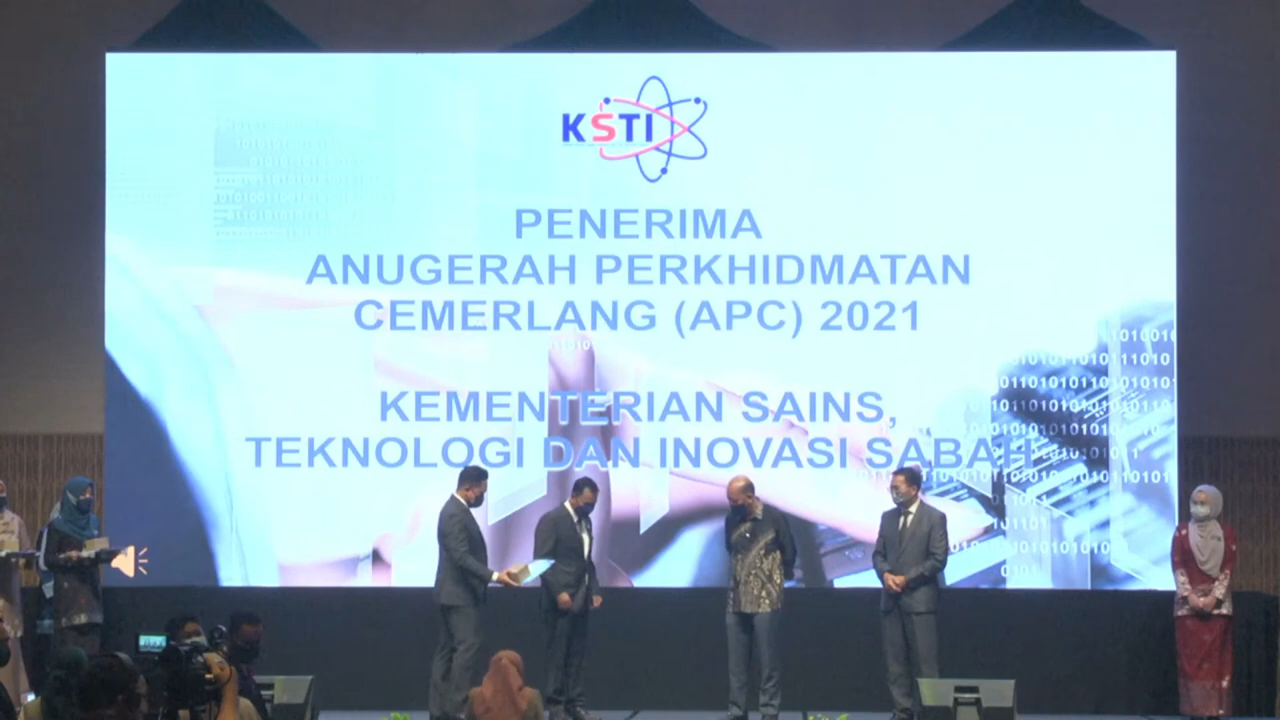 KSTI
PENERIMA
ANUGERAH PERKHIDMATAN
CEMERLANG (APC) 2021
KEMENTERIAN SAINS,
TEKNOLOGI DAN INOVASI SABAH